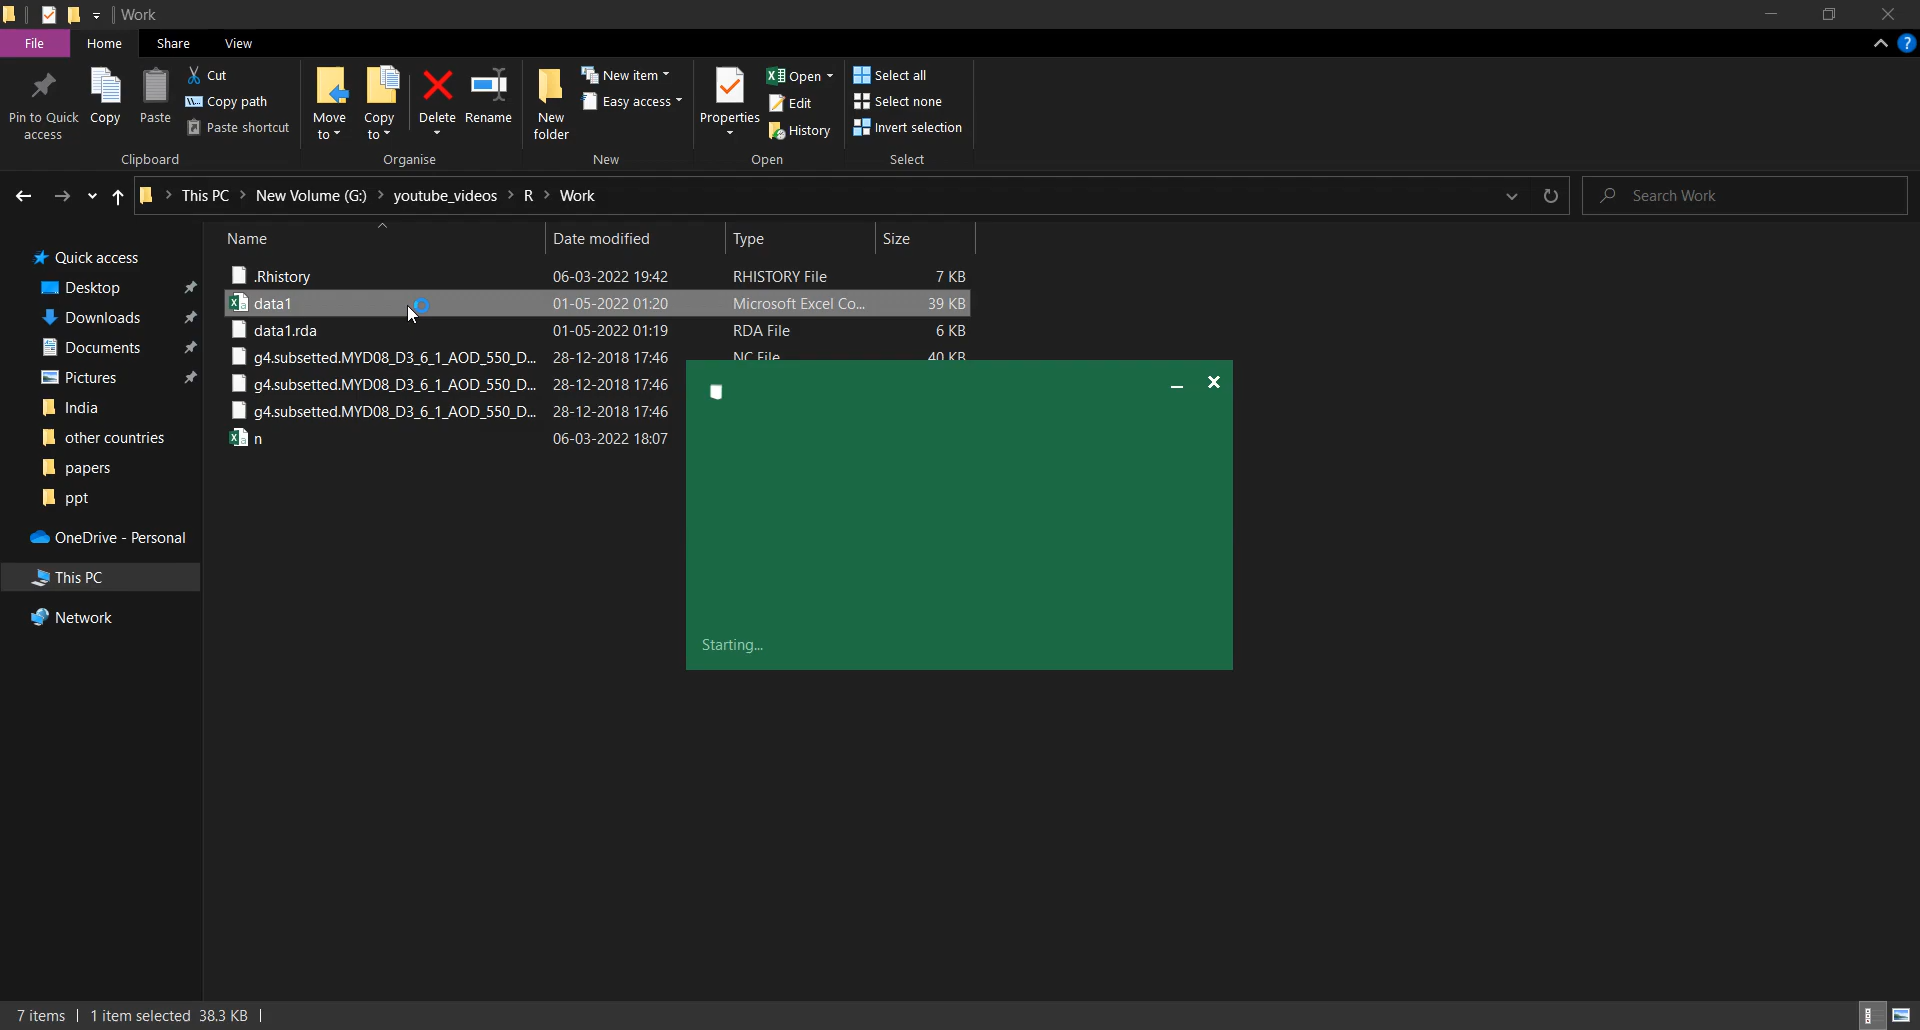 Work
File Home Share View
Pin to Quick access
Copy
Paste
Cut
Copy path
Paste shortcut
Clipboard
Move to
Copy to
Delete
Rename
Organise
New folder
New item
Easy access
New
Properties
Open
Edit
History
Open
Select all
Select none
Invert selection
Select
This PC > New Volume (G:) > youtube_videos > R > Work
Search Work
Quick access
Desktop
Downloads
Documents
Pictures
India
other countries
papers
ppt
OneDrive - Personal
This PC
Network
Name Date modified Type Size
.Rhistory 06-03-2022 19:42 RHISTORY File 7 KB
data1 01-05-2022 01:20 Microsoft Excel Co... 39 KB
data1.rda 01-05-2022 01:19 RDA File 6 KB
g4.subsetted.MYD08_D3_6_1_AOD_550_D... 28-12-2018 17:46 NC File 40 KB
g4.subsetted.MYD08_D3_6_1_AOD_550_D... 28-12-2018 17:46
g4.subsetted.MYD08_D3_6_1_AOD_550_D... 28-12-2018 17:46
n 06-03-2022 18:07
Starting...
7 items 1 item selected 38.3 KB